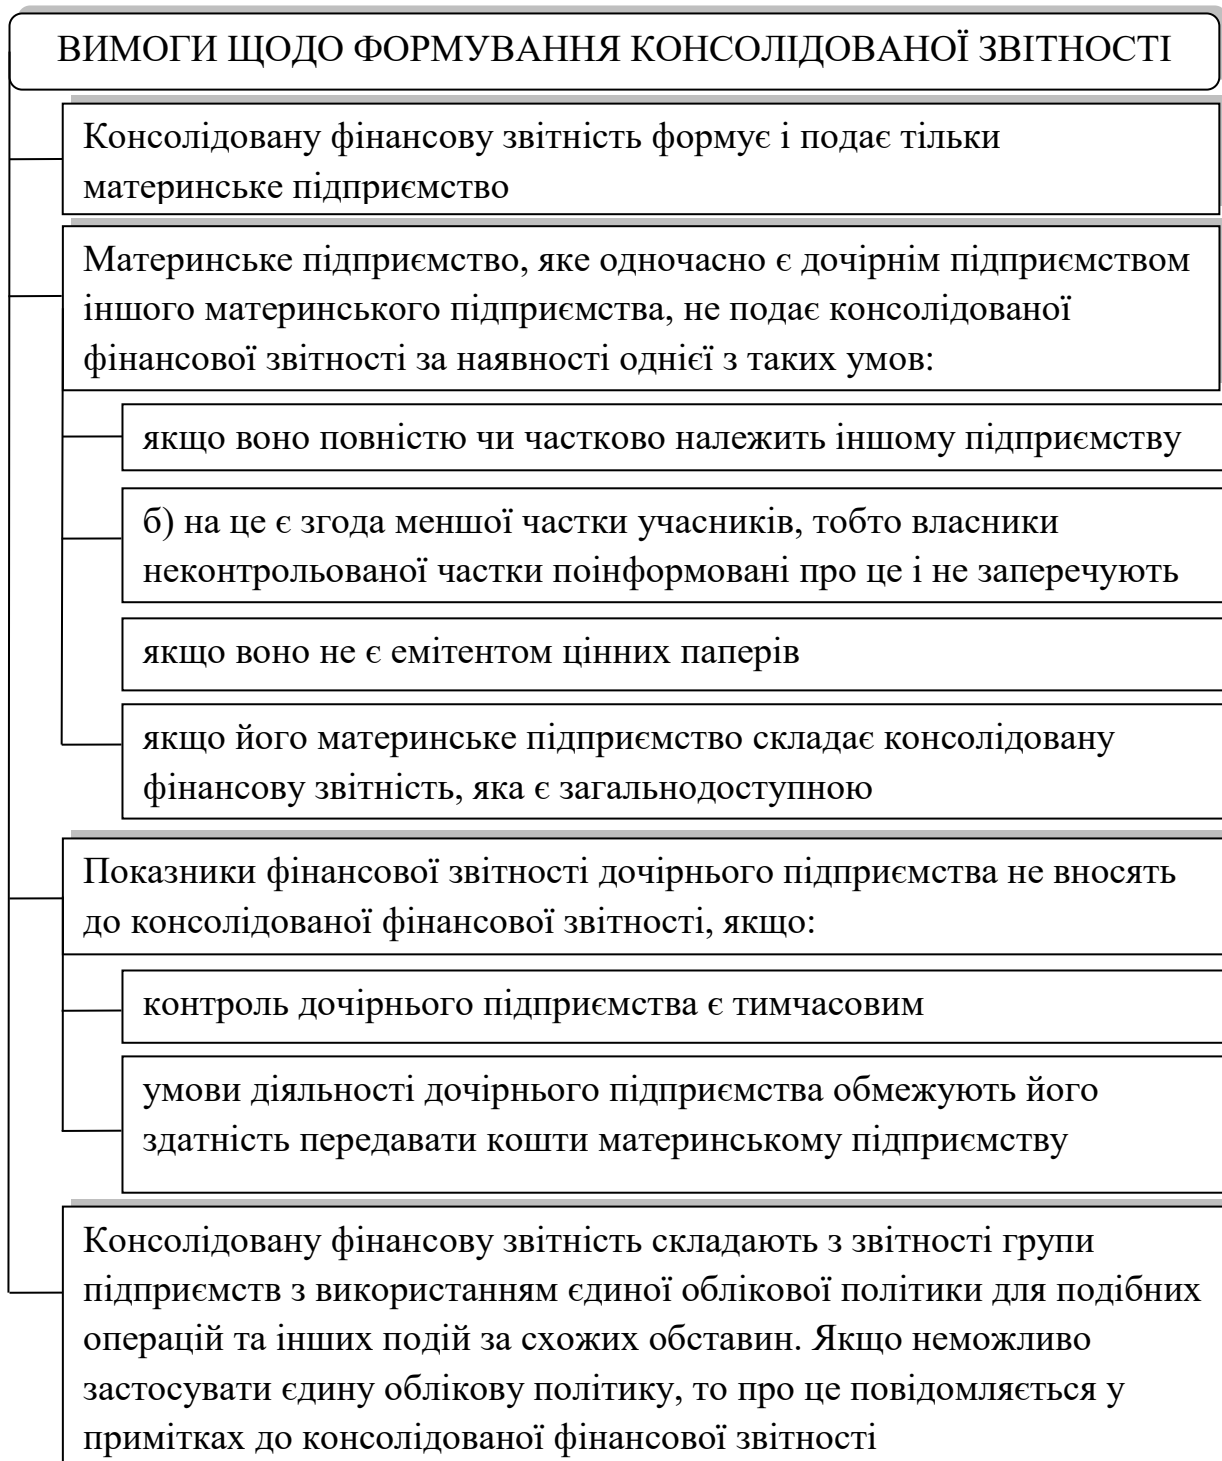 ВИМОГИ ЩОДО ФОРМУВАННЯ КОНСОЛІДОВАНОЇ ЗВІТНОСТІ
Консолідовану фінансову звітність формує і подає тільки
материнське підприємство
Материнське підприємство, яке одночасно є дочірнім підприємством
іншого материнського підприємства, не подає консолідованої
фінансової звітності за наявності однієї з таких умов:
якщо воно повністю чи частково належить іншому підприємству
б) на це є згода меншої частки учасників, тобто власники
неконтрольованої частки поінформовані про це і не заперечують
якщо воно не є емітентом цінних паперів
якщо його материнське підприємство складає консолідовану
фінансову звітність, яка є загальнодоступною
Показники фінансової звітності дочірнього підприємства не вносять
до консолідованої фінансової звітності, якщо:
контроль дочірнього підприємства є тимчасовим
умови діяльності дочірнього підприємства обмежують його
здатність передавати кошти материнському підприємству
Консолідовану фінансову звітність складають з звітності групи
підприємств з використанням єдиної облікової політики для подібних
операцій та інших подій за схожих обставин. Якщо неможливо
застосувати єдину облікову політику, то про це повідомляється у
примітках до консолідованої фінансової звітності